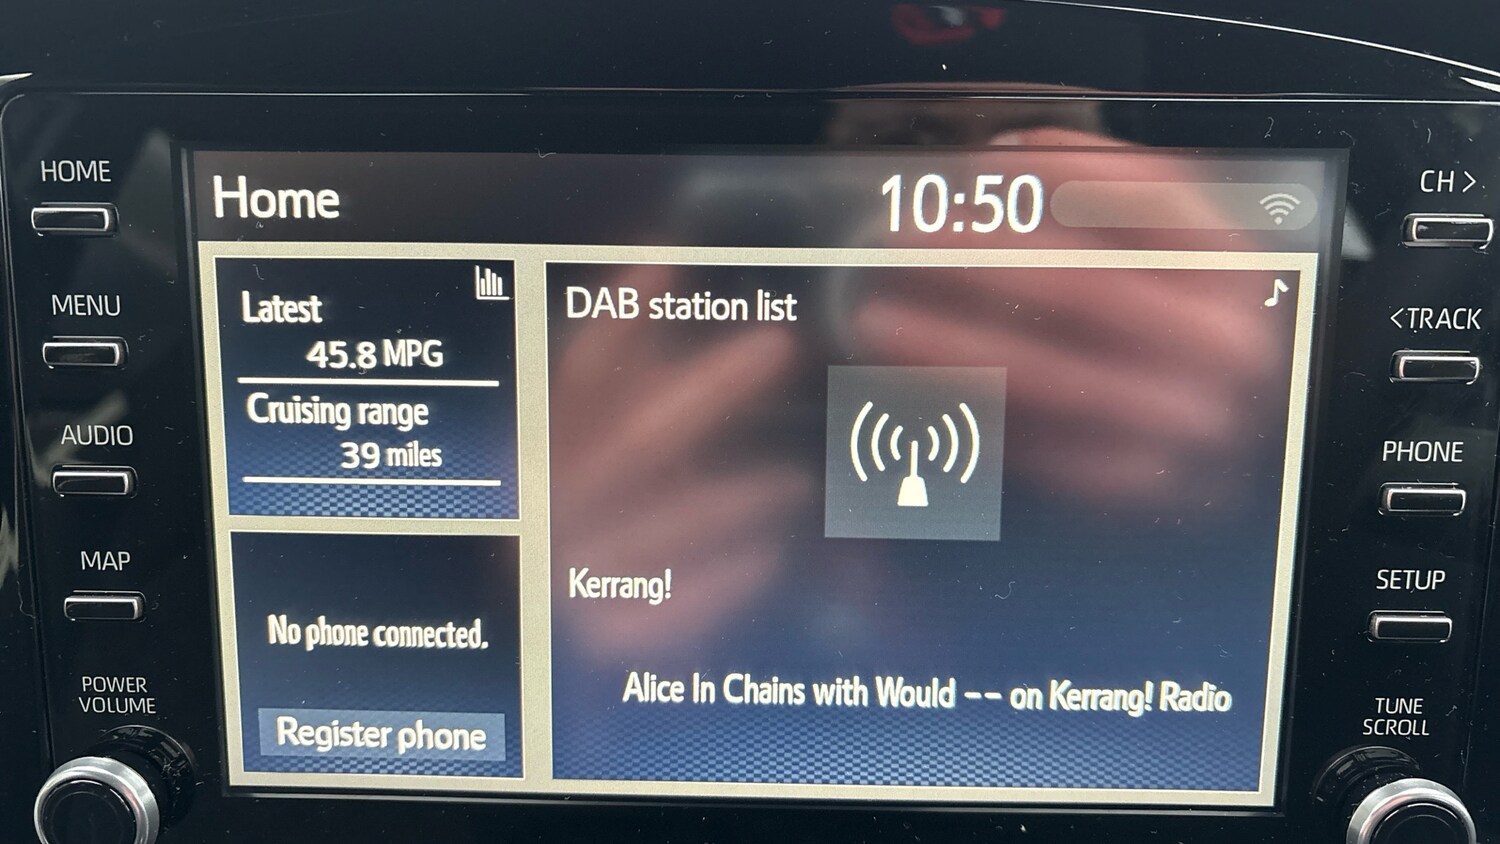 HOME
MENU
AUDIO
MAP
POWER
VOLUME
Home
10:50
Latest
45.8 MPG
Cruising range
39 miles
No phone connected.
Register phone
DAB station list
Kerrang!
Alice In Chains with Would -- on Kerrang! Radio
CH >
<TRACK
PHONE
SETUP
TUNE
SCROLL